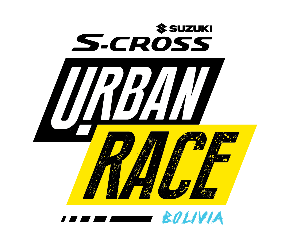 SUZUKI
S-CROSS
URBAN
RACE
BOLIVIA